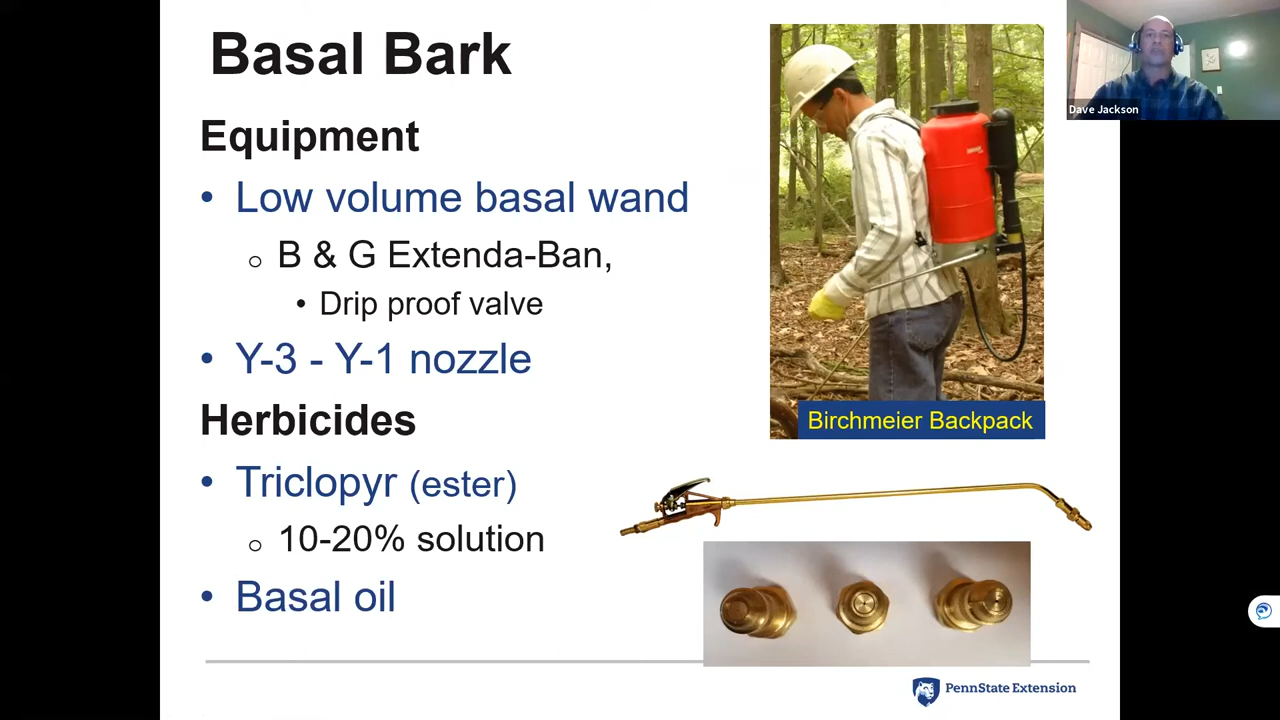 Basal Bark
Equipment
• Low volume basal wand
o B & G Extenda-Ban,
• Drip proof valve
• Y-3 - Y-1 nozzle
Herbicides
• Triclopyr (ester)
o 10-20% solution
• Basal oil
Birchmeier Backpack
Dave Jackson
PennState Extension